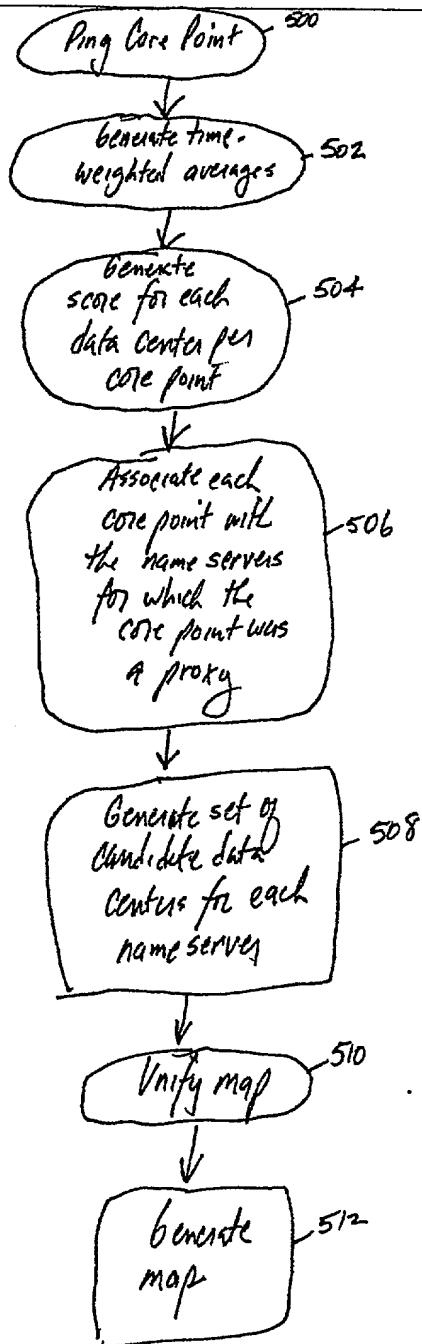 Ping Core Point
500
Generate time-
weighted averages
502
Generate
score for each
data center per
core point
504
Associate each
core point with
the name servers
for which the
core point was
a proxy
506
Generate set of
candidate data
centers for each
name server
508
Unify map
510
Generate
map
512